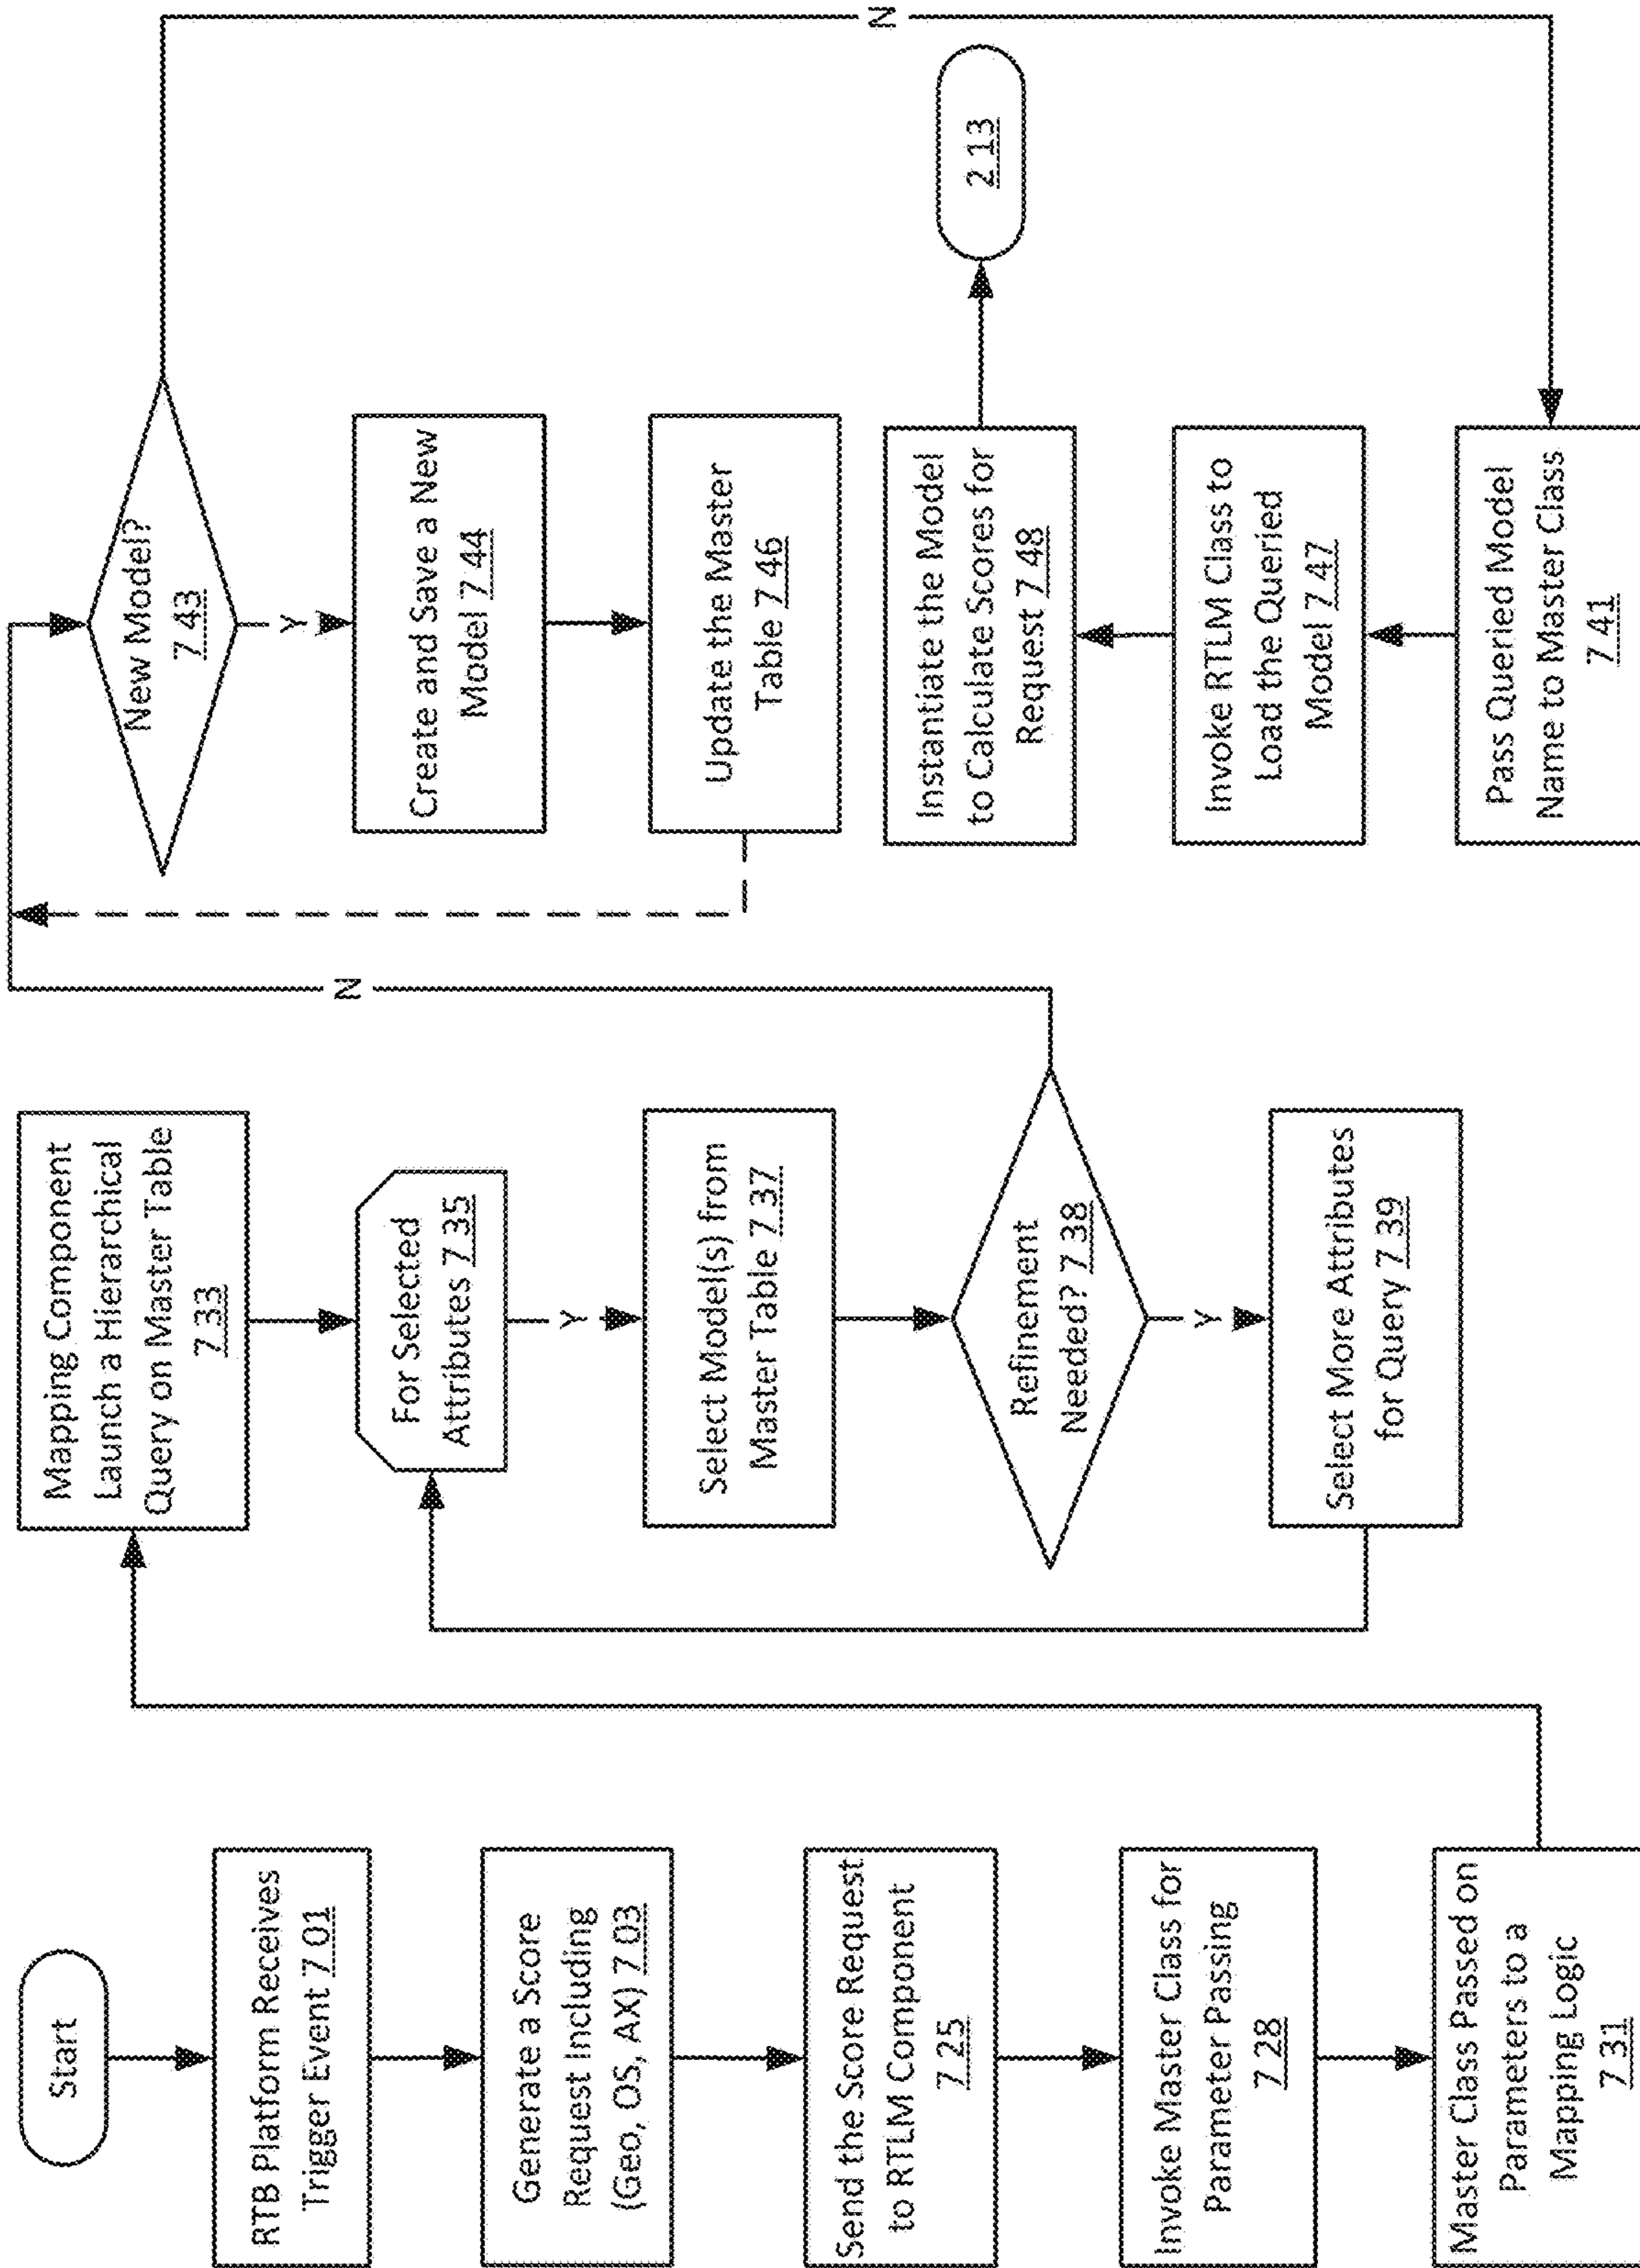 Start
RTB Platform Receives
Trigger Event 7 01
Generate a Score
Request Including
(Geo, OS, AX) 7 03
Send the Score Request
to RTLM Component
7 25
Invoke Master Class for
Parameter Passing
7 28
Master Class Passed on
Parameters to a
Mapping Logic
7 31
Mapping Component
Launch a Hierarchical
Query on Master Table
7 33
For Selected
Attributes 7 35
Y
Select Model(s) from
Master Table 7 37
Refinement
Needed? 7 38
N
Y
Select More Attributes
for Query 7 39
New Model?
7 43
N
Y
Create and Save a New
Model 7 44
Update the Master
Table 7 46
Instantiate the Model
to Calculate Scores for
Request 7 48
2 13
Invoke RTLM Class to
Load the Queried
Model 7 47
Pass Queried Model
Name to Master Class
7 41